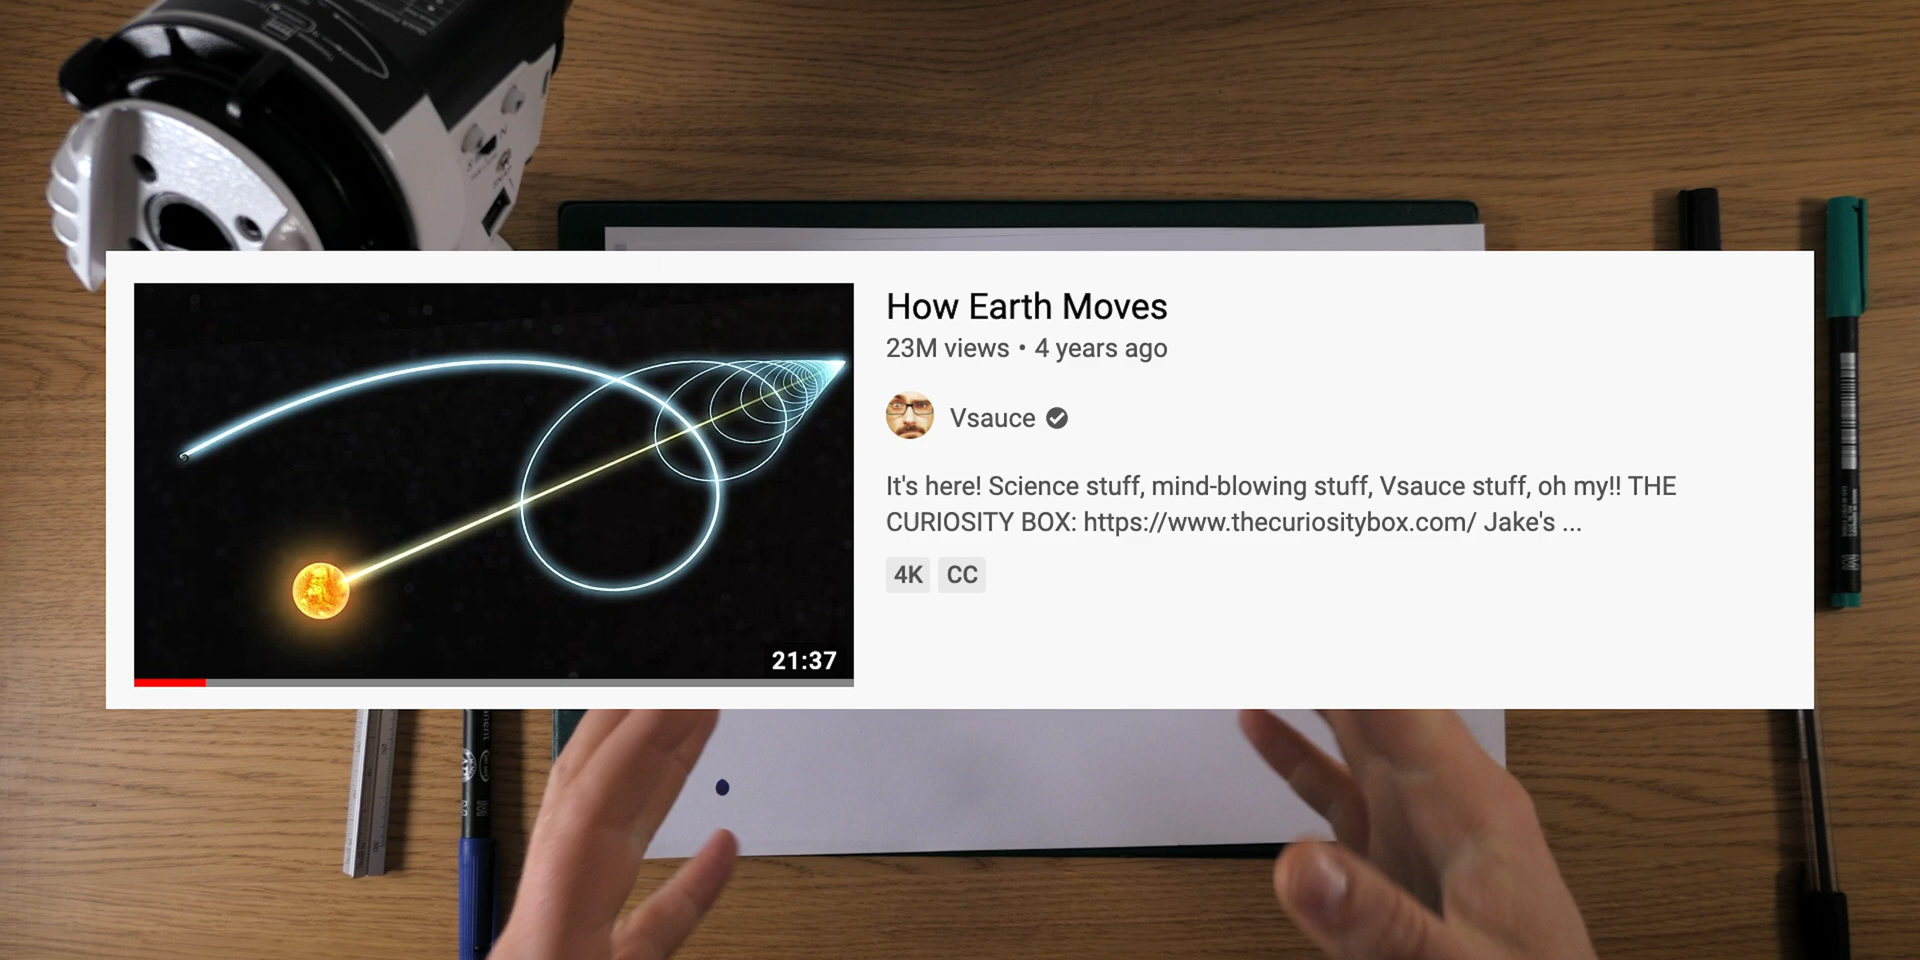 How Earth Moves
23M views • 4 years ago
Vsauce
It's here! Science stuff, mind-blowing stuff, Vsauce stuff, oh my!! THE
CURIOSITY BOX: https://www.thecuriositybox.com/ Jake's ...
4K CC
21:37